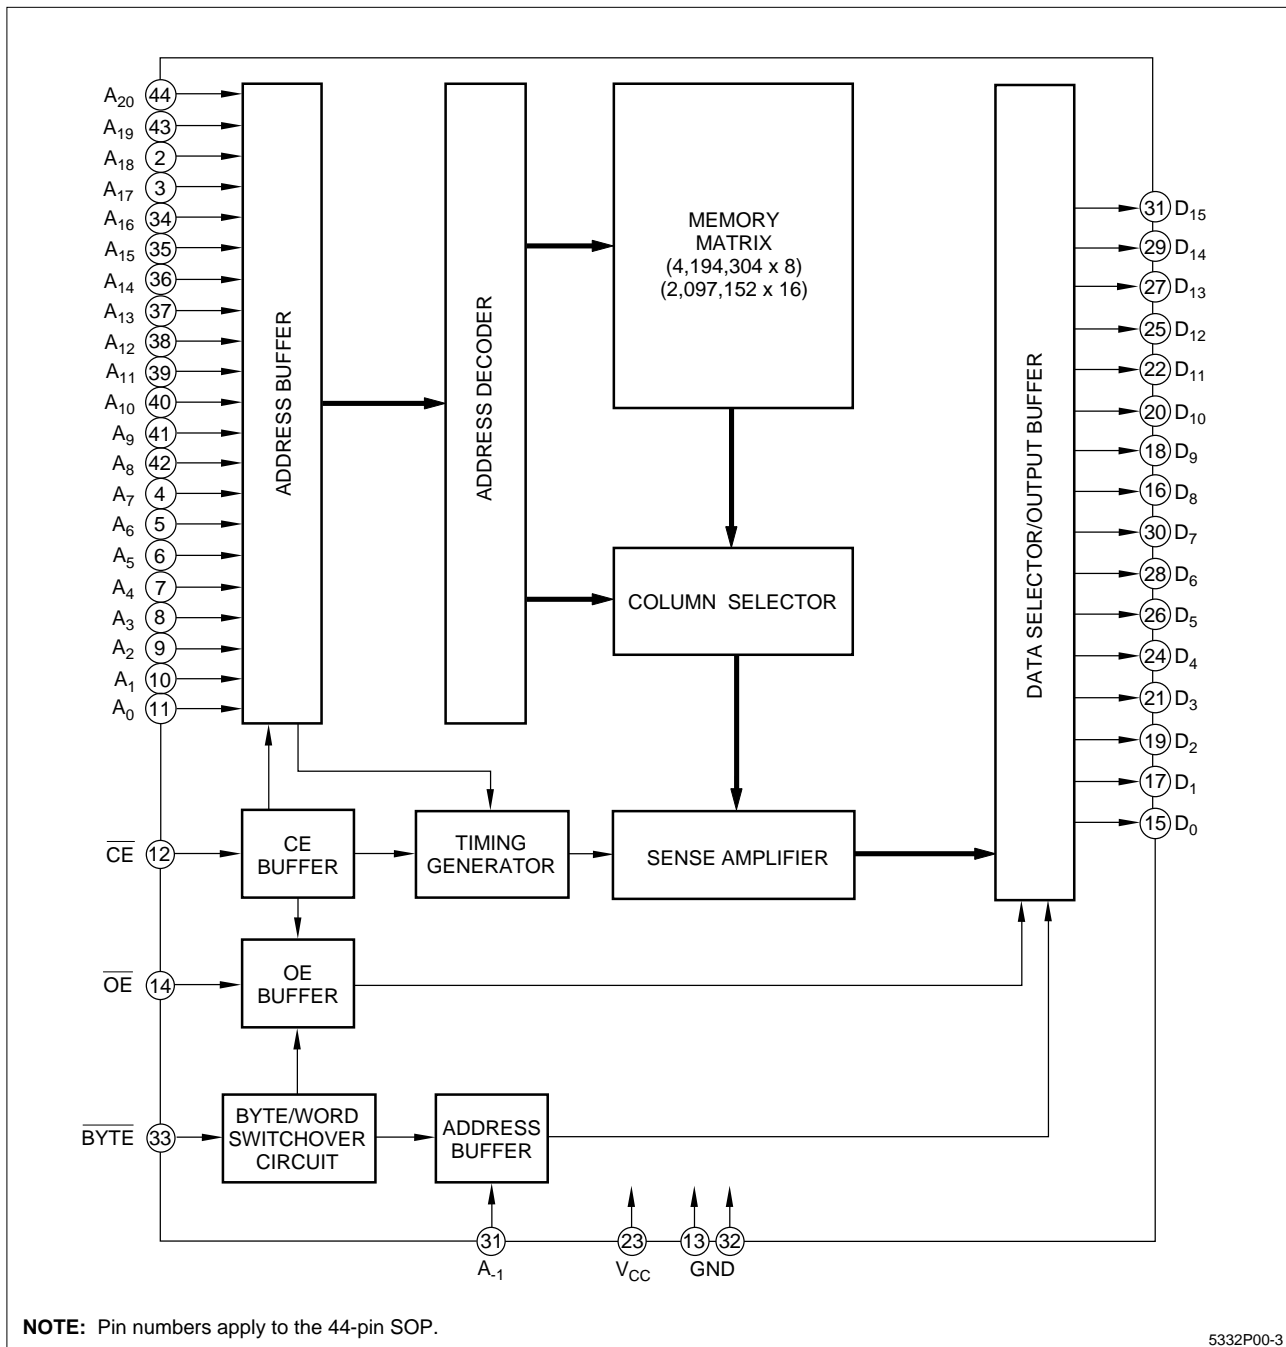 A20 44
A19 43
A18 2
A17 3
A16 34
A15 35
A14 36
A13 37
A12 38
A11 39
A10 40
A9 41
A8 42
A7 4
A6 5
A5 6
A4 7
A3 8
A2 9
A1 10
A0 11
CE 12
OE 14
BYTE 33
ADDRESS BUFFER
ADDRESS DECODER
MEMORY
MATRIX
(4,194,304 x 8)
(2,097,152 x 16)
COLUMN SELECTOR
SENSE AMPLIFIER
TIMING
GENERATOR
CE
BUFFER
OE
BUFFER
BYTE/WORD
SWITCHOVER
CIRCUIT
ADDRESS
BUFFER
DATA SELECTOR/OUTPUT BUFFER
31 D15
29 D14
27 D13
25 D12
22 D11
20 D10
18 D9
16 D8
30 D7
28 D6
26 D5
24 D4
21 D3
19 D2
17 D1
15 D0
31 23 13 32
A-1 VCC GND
NOTE: Pin numbers apply to the 44-pin SOP.
5332P00-3